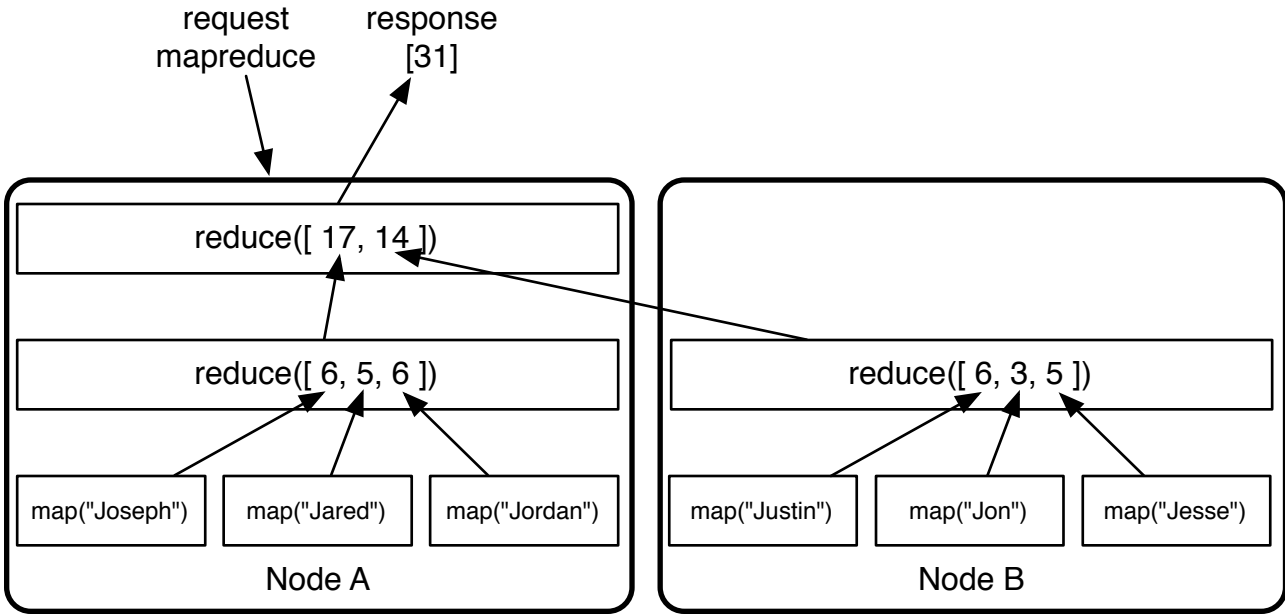 request
mapreduce
response
[31]
reduce([ 17, 14 ])
reduce([ 6, 5, 6 ])
reduce([ 6, 3, 5 ])
map("Joseph")
map("Jared")
map("Jordan")
map("Justin")
map("Jon")
map("Jesse")
Node A
Node B